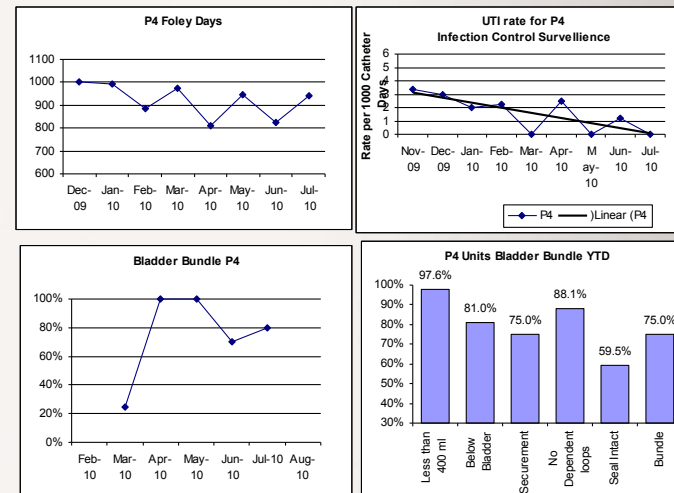 P4 Foley Days
1100
1000
900
800
700
600
Dec-
09
Jan-
10
Feb-
10
Mar-
10
Apr-
10
May-
10
Jun-
10
Jul-
10
UTI rate for P4
Infection Control Survellience
Rate per 1000 Catheter
Days
6
5
4
3
2
1
0
Nov-
09
Dec-
09
Jan-
10
Feb-
10
Mar-
10
Apr-
10
M
ay-
10
Jun-
10
Jul-
10
P4
)Linear (P4
Bladder Bundle P4
100%
80%
60%
40%
20%
0%
Feb-
10
Mar-
10
Apr-
10
May-
10
Jun-
10
Jul-10
Aug-
10
P4 Units Bladder Bundle YTD
100%
90%
80%
70%
60%
50%
40%
30%
97.6%
81.0%
75.0%
88.1%
59.5%
75.0%
Less than
400 ml
Below
Bladder
Securement
No
Dependent
loops
Seal Intact
Bundle